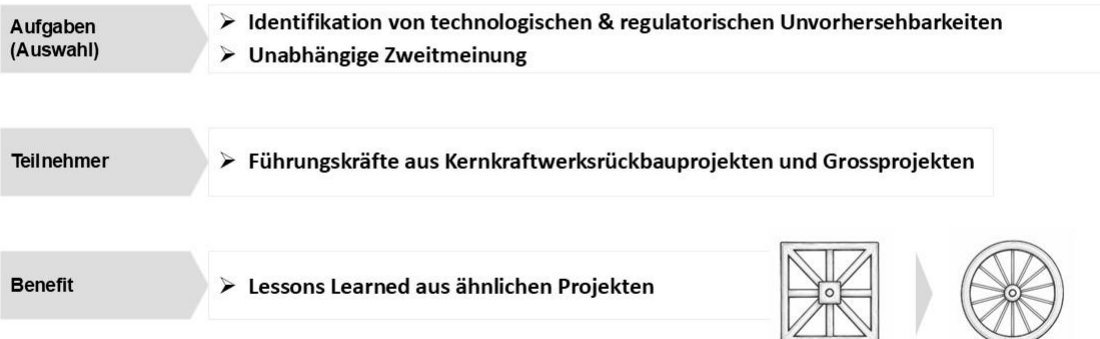 Aufgaben
(Auswahl)
➢ Identifikation von technologischen & regulatorischen Unvorhersehbarkeiten
➢ Unabhängige Zweitmeinung
Teilnehmer
➢ Führungskräfte aus Kernkraftwerksrückbauprojekten und Grossprojekten
Benefit
➢ Lessons Learned aus ähnlichen Projekten